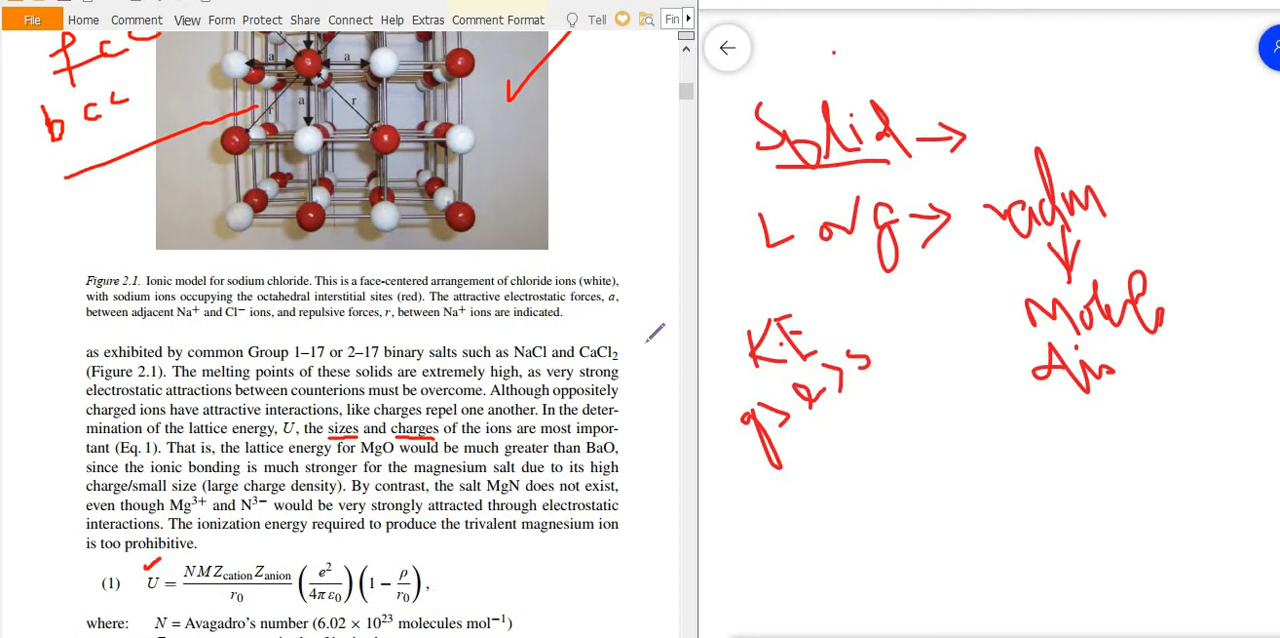 File Home Comment View Form Protect Share Connect Help Extras Comment Format Tell Fin
fcc
bcc
a a
a
r r
Figure 2.1. Ionic model for sodium chloride. This is a face-centered arrangement of chloride ions (white),
with sodium ions occupying the octahedral interstitial sites (red). The attractive electrostatic forces, a,
between adjacent Na⁺ and Cl⁻ ions, and repulsive forces, r, between Na⁺ ions are indicated.
as exhibited by common Group 1–17 or 2–17 binary salts such as NaCl and CaCl₂
(Figure 2.1). The melting points of these solids are extremely high, as very strong
electrostatic attractions between counterions must be overcome. Although oppositely
charged ions have attractive interactions, like charges repel one another. In the deter-
mination of the lattice energy, U, the sizes and charges of the ions are most impor-
tant (Eq. 1). That is, the lattice energy for MgO would be much greater than BaO,
since the ionic bonding is much stronger for the magnesium salt due to its high
charge/small size (large charge density). By contrast, the salt MgN does not exist,
even though Mg³⁺ and N³⁻ would be very strongly attracted through electrostatic
interactions. The ionization energy required to produce the trivalent magnesium ion
is too prohibitive.
(1) U = NMZcationZanion / r₀ (e² / 4πε₀) (1 − ρ / r₀),
where: N = Avagadro's number (6.02 × 10²³ molecules mol⁻¹)
Solid →
L or g → radm
↓
K.E
g > l > s